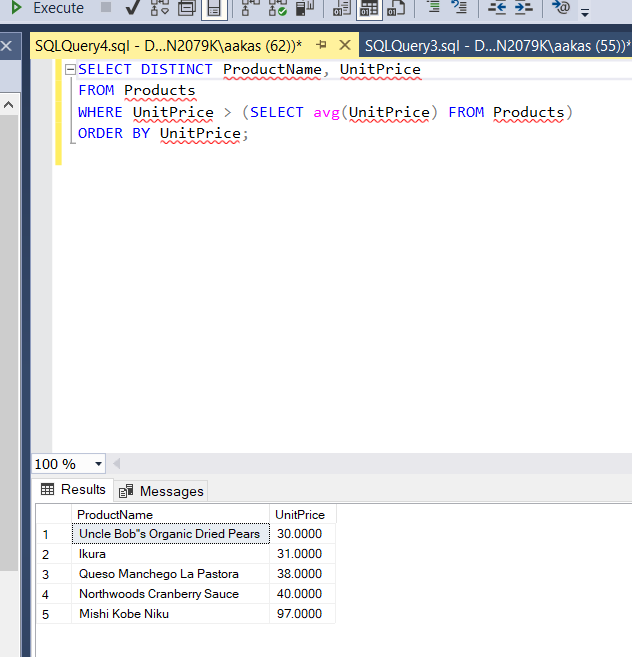 Execute
SQLQuery4.sql - D...N2079K\aakas (62))*
SQLQuery3.sql - D...N2079K\aakas (55))*
SELECT DISTINCT ProductName, UnitPrice
FROM Products
WHERE UnitPrice > (SELECT avg(UnitPrice) FROM Products)
ORDER BY UnitPrice;
100 %
Results
Messages
ProductName UnitPrice
1 Uncle Bob"s Organic Dried Pears 30.0000
2 Ikura 31.0000
3 Queso Manchego La Pastora 38.0000
4 Northwoods Cranberry Sauce 40.0000
5 Mishi Kobe Niku 97.0000